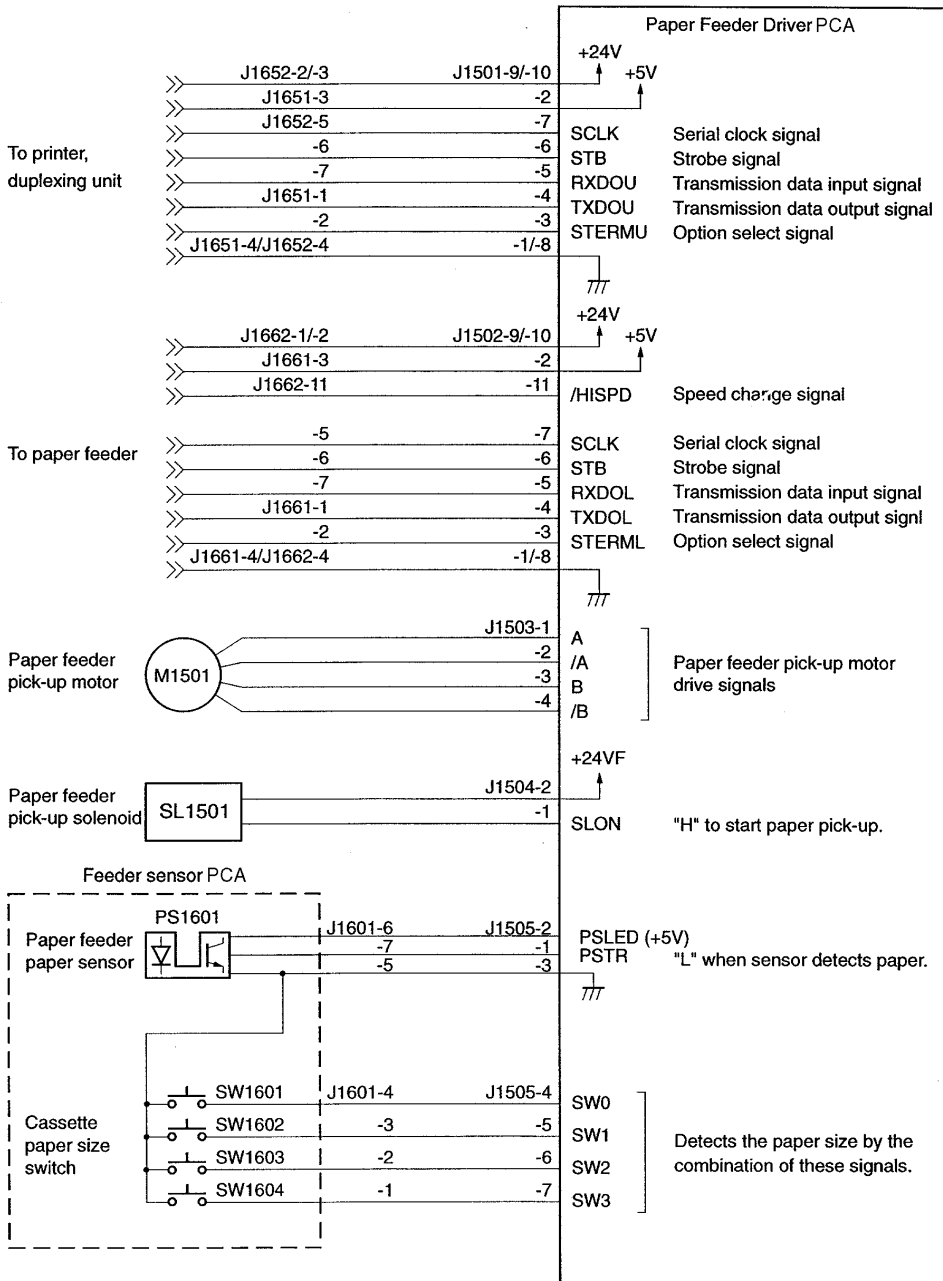 Paper Feeder Driver PCA
+24V
J1652-2/-3 J1501-9/-10 +5V
J1651-3 -2
J1652-5 -7 SCLK Serial clock signal
To printer,
duplexing unit
-6 -6 STB Strobe signal
-7 -5 RXDOU Transmission data input signal
J1651-1 -4 TXDOU Transmission data output signal
-2 -3 STERMU Option select signal
J1651-4/J1652-4 -1/-8
+24V
J1662-1/-2 J1502-9/-10 +5V
J1661-3 -2
J1662-11 -11 /HISPD Speed change signal
To paper feeder
-5 -7 SCLK Serial clock signal
-6 -6 STB Strobe signal
-7 -5 RXDOL Transmission data input signal
J1661-1 -4 TXDOL Transmission data output signl
-2 -3 STERML Option select signal
J1661-4/J1662-4 -1/-8
Paper feeder
pick-up motor
M1501
J1503-1 A
-2 /A
-3 B
-4 /B
Paper feeder pick-up motor
drive signals
+24VF
Paper feeder
pick-up solenoid
SL1501
J1504-2
-1 SLON "H" to start paper pick-up.
Feeder sensor PCA
PS1601
Paper feeder
paper sensor
J1601-6 J1505-2 PSLED (+5V)
-7 -1 PSTR "L" when sensor detects paper.
-5 -3
Cassette
paper size
switch
SW1601 J1601-4 J1505-4 SW0
SW1602 -3 -5 SW1
SW1603 -2 -6 SW2
SW1604 -1 -7 SW3
Detects the paper size by the
combination of these signals.